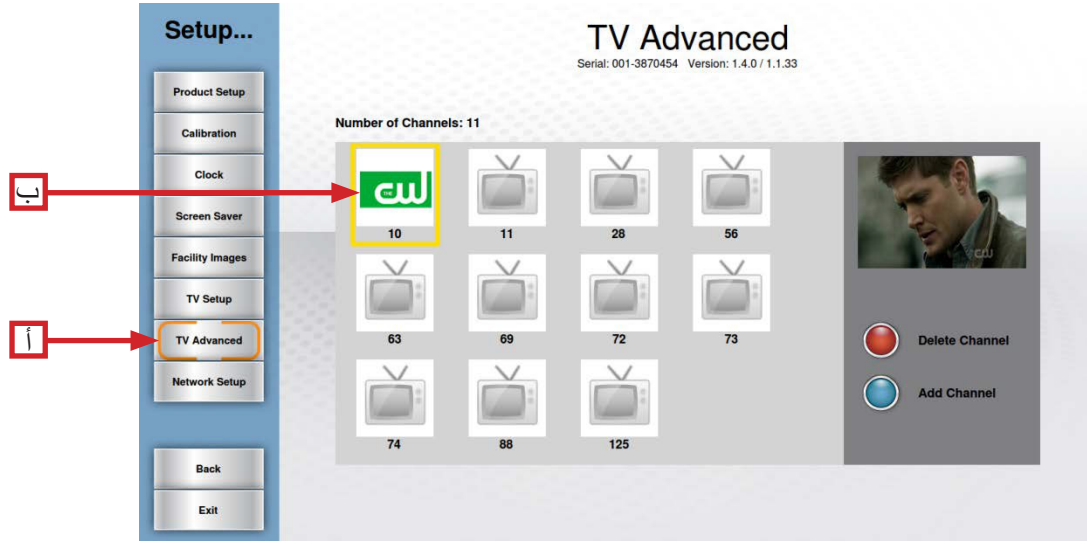 Setup...
TV Advanced
Serial: 001-3870454 Version: 1.4.0 / 1.1.33
Product Setup
Calibration
Clock
Screen Saver
Facility Images
TV Setup
TV Advanced
Network Setup
Back
Exit
ب
أ
Number of Channels: 11
THE CW
10
11
28
56
63
69
72
73
74
88
125
CW
Delete Channel
Add Channel